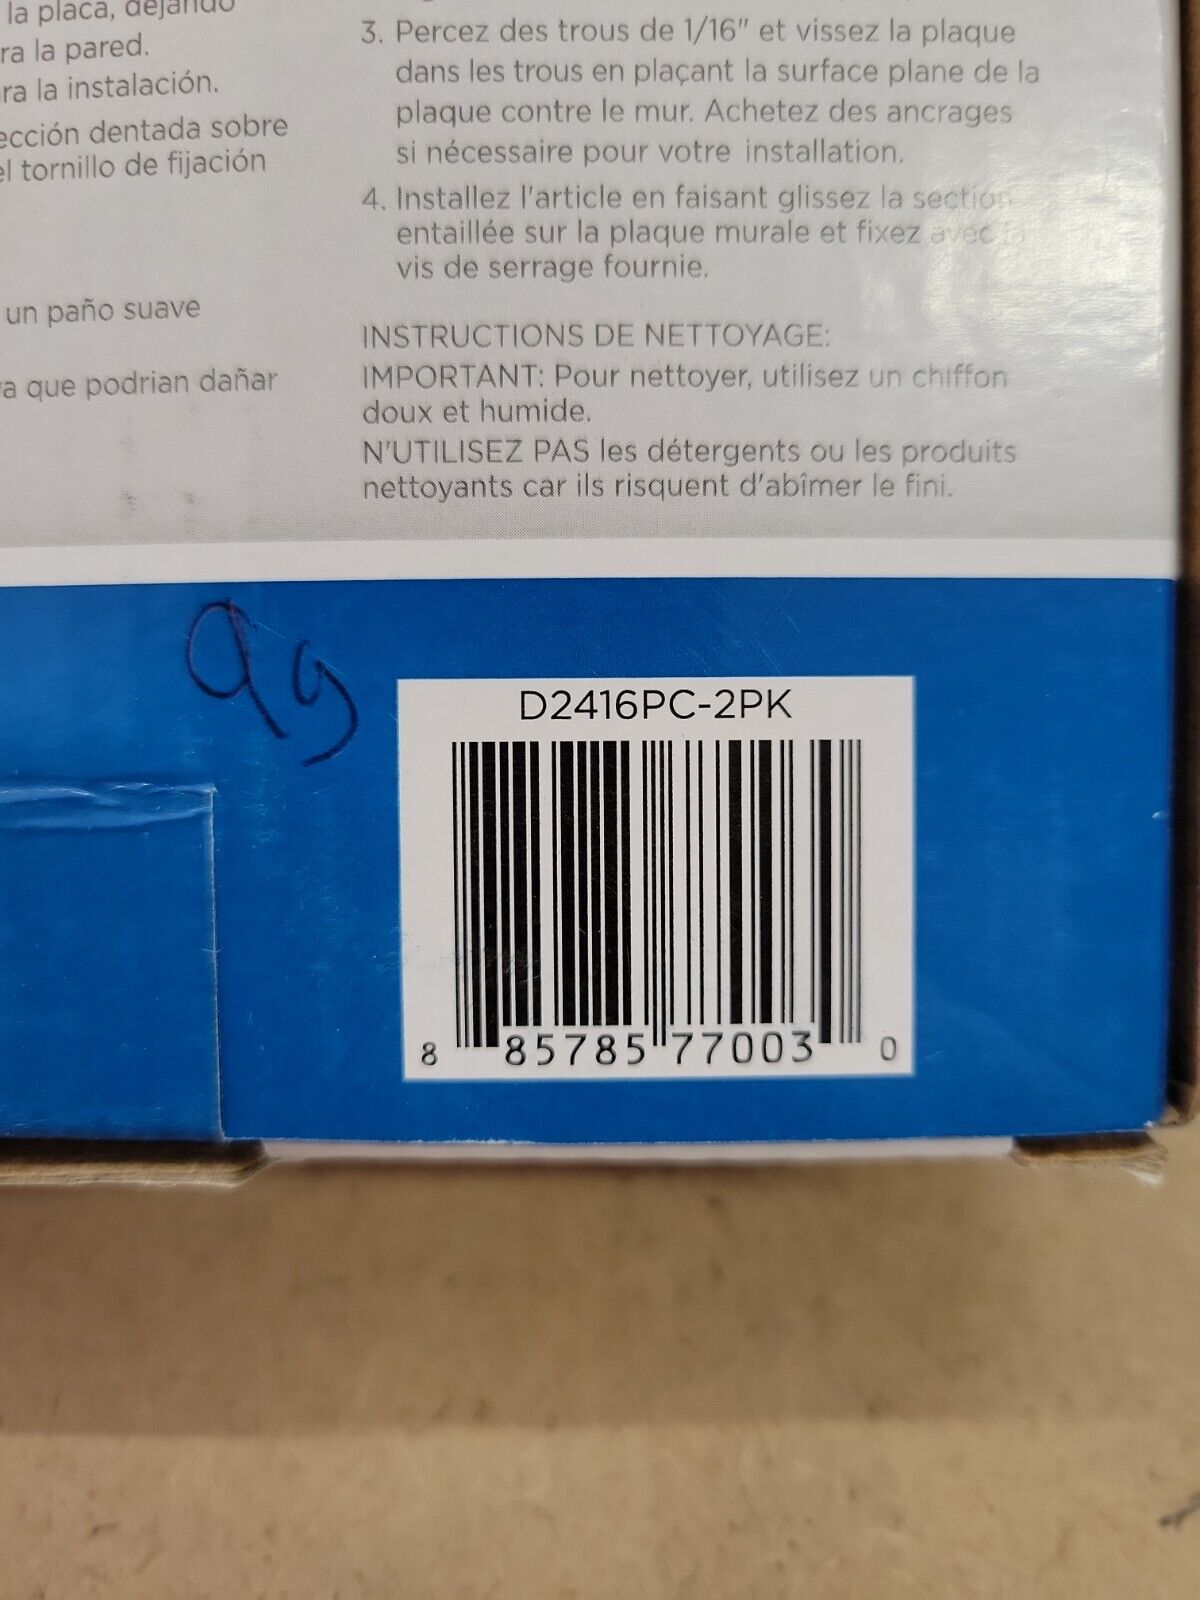 la placa, dejando
ra la pared.
ra la instalación.
ección dentada sobre
el tornillo de fijación
un paño suave
ya que podrian dañar
3. Percez des trous de 1/16" et vissez la plaque
dans les trous en plaçant la surface plane de la
plaque contre le mur. Achetez des ancrages
si nécessaire pour votre installation.
4. Installez l'article en faisant glissez la section
entaillée sur la plaque murale et fixez avec la
vis de serrage fournie.
INSTRUCTIONS DE NETTOYAGE:
IMPORTANT: Pour nettoyer, utilisez un chiffon
doux et humide.
N'UTILISEZ PAS les détergents ou les produits
nettoyants car ils risquent d'abîmer le fini.
D2416PC-2PK
8 85785 77003 0